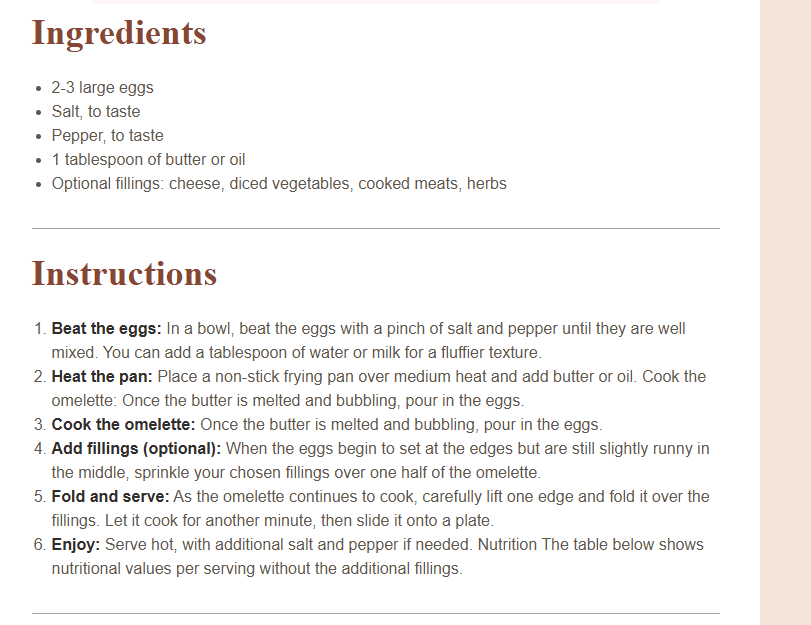 Ingredients
2-3 large eggs
Salt, to taste
Pepper, to taste
1 tablespoon of butter or oil
Optional fillings: cheese, diced vegetables, cooked meats, herbs
Instructions
1. Beat the eggs: In a bowl, beat the eggs with a pinch of salt and pepper until they are well
mixed. You can add a tablespoon of water or milk for a fluffier texture.
2. Heat the pan: Place a non-stick frying pan over medium heat and add butter or oil. Cook the
omelette: Once the butter is melted and bubbling, pour in the eggs.
3. Cook the omelette: Once the butter is melted and bubbling, pour in the eggs.
4. Add fillings (optional): When the eggs begin to set at the edges but are still slightly runny in
the middle, sprinkle your chosen fillings over one half of the omelette.
5. Fold and serve: As the omelette continues to cook, carefully lift one edge and fold it over the
fillings. Let it cook for another minute, then slide it onto a plate.
6. Enjoy: Serve hot, with additional salt and pepper if needed. Nutrition The table below shows
nutritional values per serving without the additional fillings.